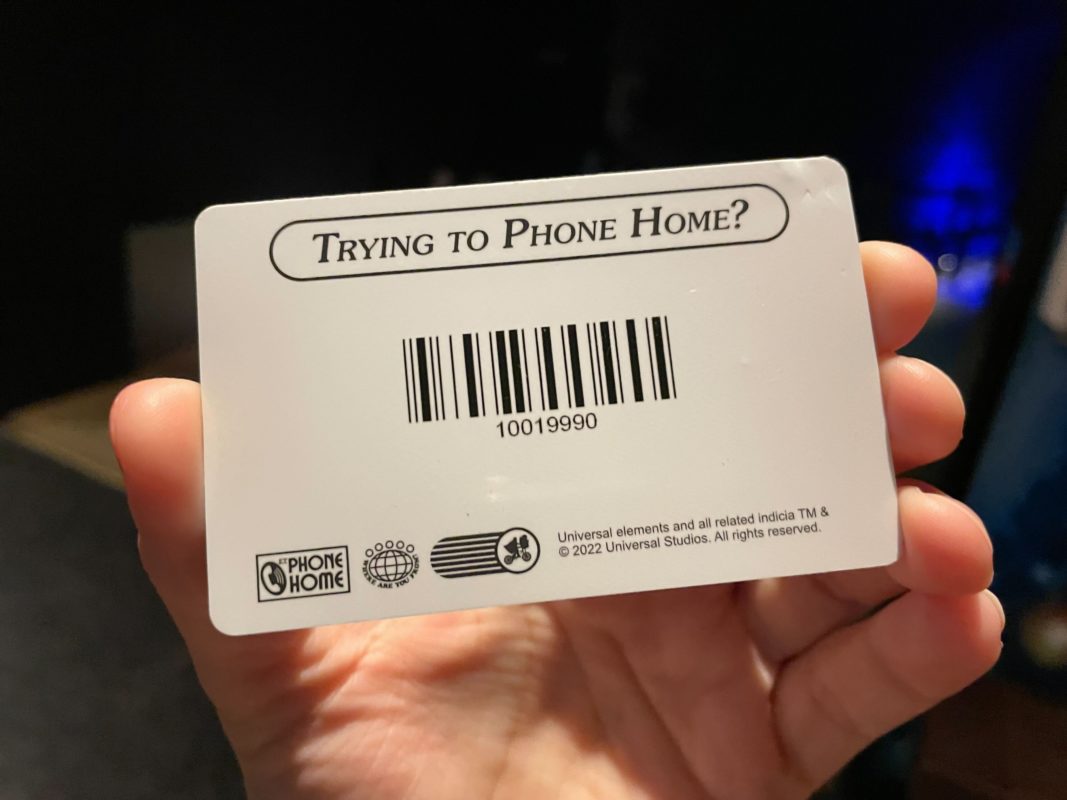 TRYING TO PHONE HOME?
10019990
ET PHONE
HOME
WHERE ARE YOU FROM?
Universal elements and all related indicia TM &
© 2022 Universal Studios. All rights reserved.